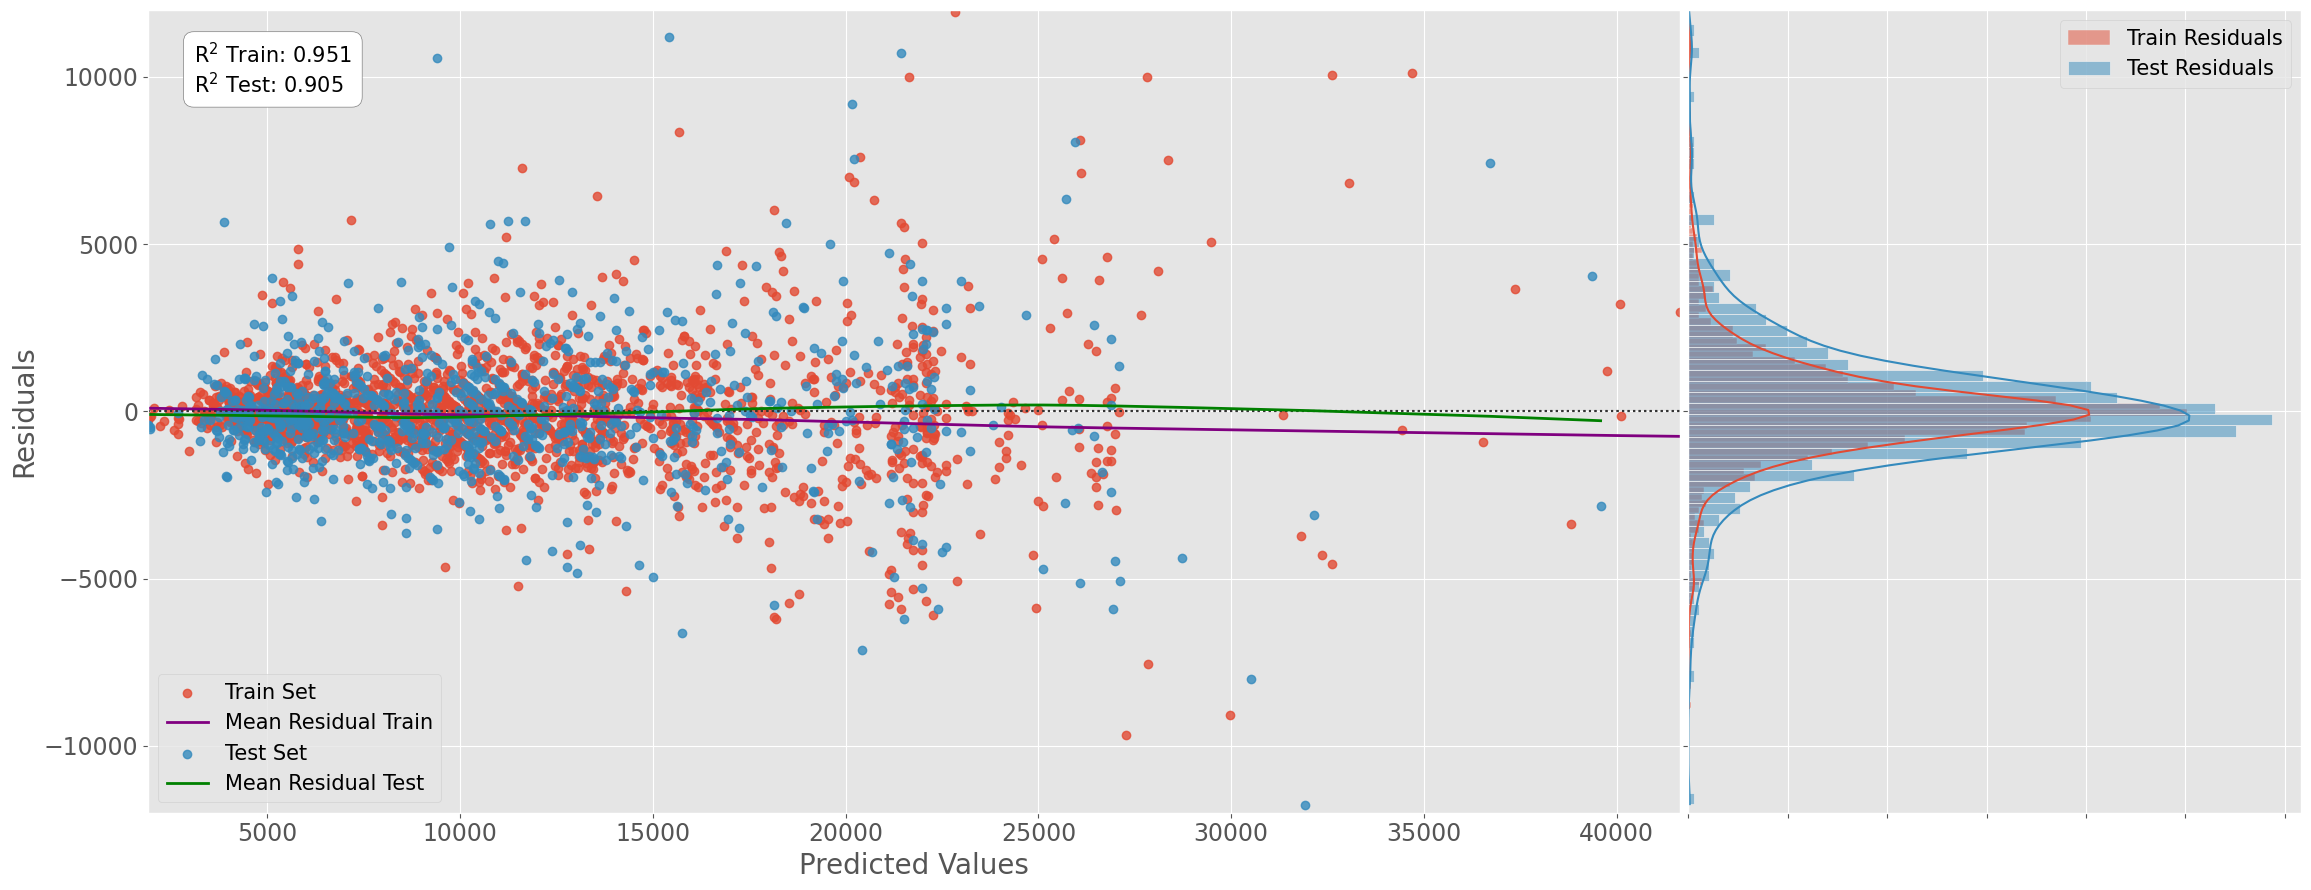 R² Train: 0.951
R² Test: 0.905
Train Residuals
Test Residuals
10000
5000
0
−5000
−10000
Residuals
Train Set
Mean Residual Train
Test Set
Mean Residual Test
5000 10000 15000 20000 25000 30000 35000 40000
Predicted Values